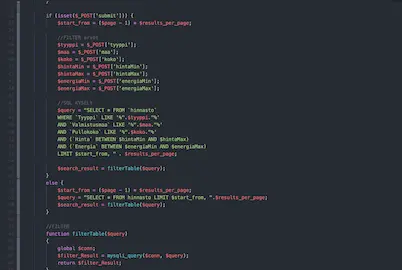 }
if (isset($_POST['submit'])) {
$start_from = ($page - 1) * $results_per_page;
//FILTER
$tyyppi = $_POST['tyyppi'];
$maa = $_POST['maa'];
$koko = $_POST['koko'];
$hintaMin = $_POST['hintaMin'];
$hintaMax = $_POST['hintaMax'];
$energiaMin = $_POST['energiaMin'];
$energiaMax = $_POST['energiaMax'];
//SQL
$query = "SELECT * FROM `hinnasto`
WHERE `Tyyppi` LIKE '%".$tyyppi."%'
AND `Valmistusmaa` LIKE '%".$maa."%'
AND `Pullokoko` LIKE '%".$koko."%'
AND (`Hinta` BETWEEN $hintaMin AND $hintaMax)
AND (`Energia` BETWEEN $energiaMin AND $energiaMax)
LIMIT $start_from, " . $results_per_page;
$search_result = filterTable($query);
}
else {
$start_from = ($page - 1) * $results_per_page;
$query = "SELECT * FROM hinnasto LIMIT $start_from, ".$results_per_page;
$search_result = filterTable($query);
}
//FILTER
function filterTable($query)
{
global $conn;
$filter_Result = mysqli_query($conn, $query);
return $filter_Result;